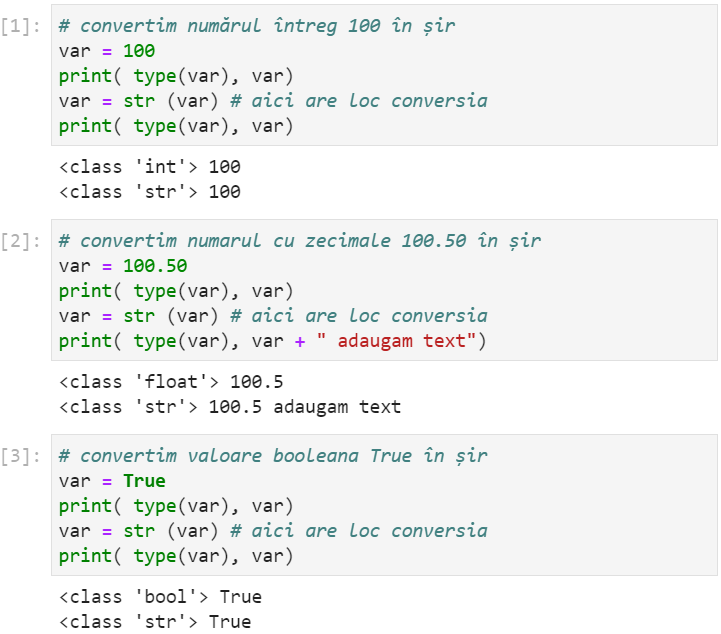 [1]: # convertim numărul întreg 100 în șir
var = 100
print( type(var), var)
var = str (var) # aici are loc conversia
print( type(var), var)
<class 'int'> 100
<class 'str'> 100
[2]: # convertim numarul cu zecimale 100.50 în șir
var = 100.50
print( type(var), var)
var = str (var) # aici are loc conversia
print( type(var), var + " adaugam text")
<class 'float'> 100.5
<class 'str'> 100.5 adaugam text
[3]: # convertim valoare booleana True în șir
var = True
print( type(var), var)
var = str (var) # aici are loc conversia
print( type(var), var)
<class 'bool'> True
<class 'str'> True